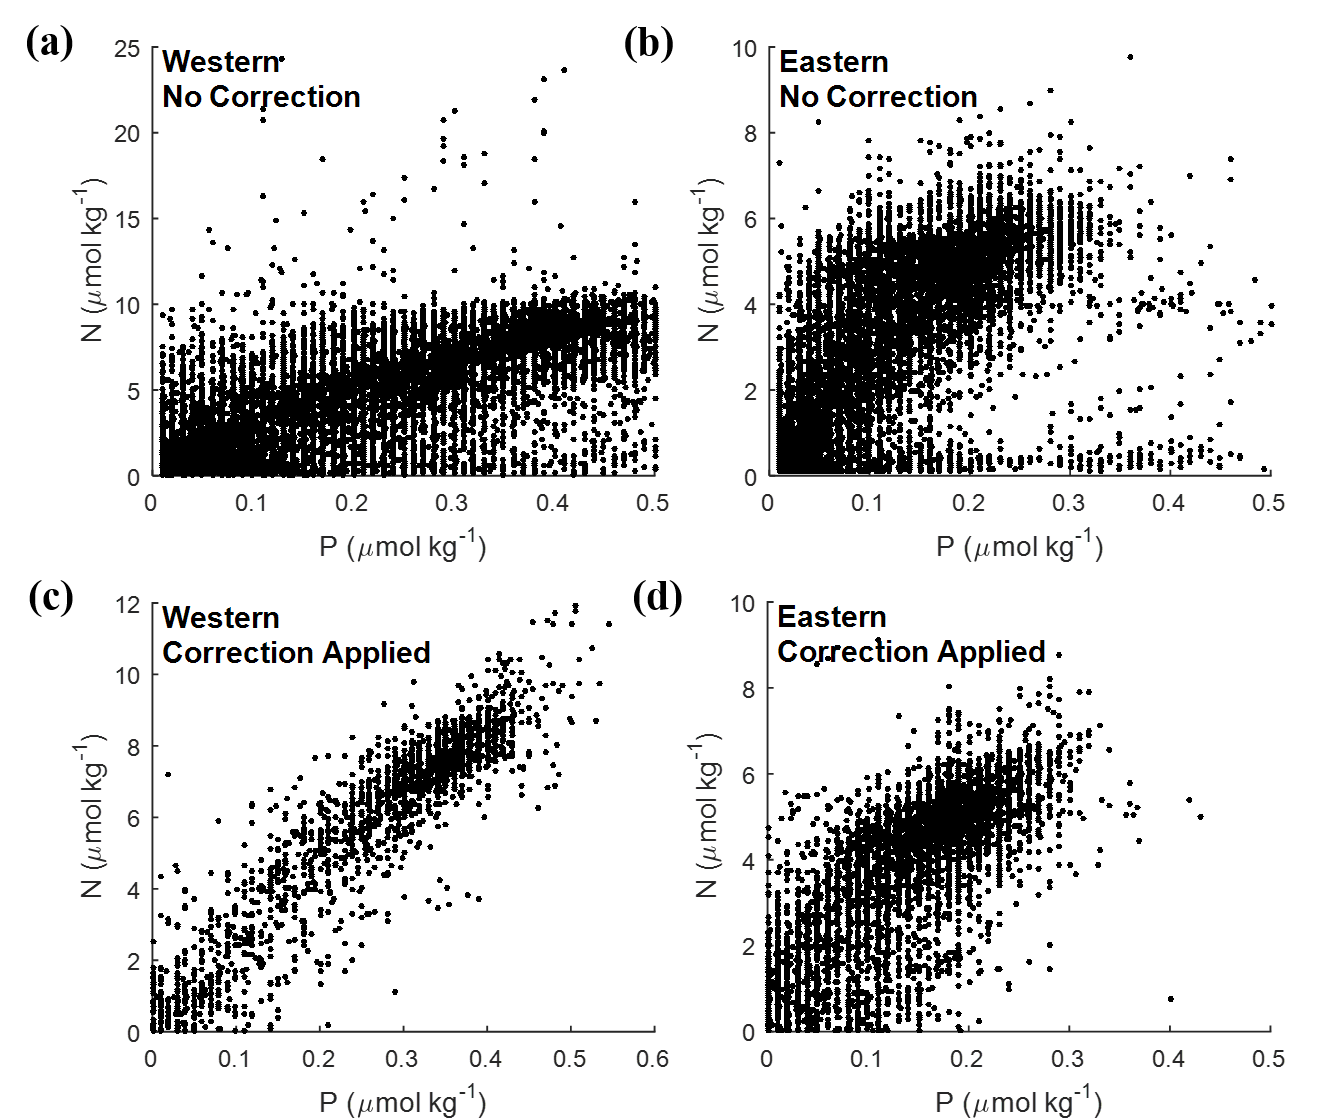 (a)
Western
No Correction
25
20
15
10
5
0
N (μmol kg-1)
0 0.1 0.2 0.3 0.4 0.5
P (μmol kg-1)
(b)
Eastern
No Correction
10
8
6
4
2
0
N (μmol kg-1)
0 0.1 0.2 0.3 0.4 0.5
P (μmol kg-1)
(c)
Western
Correction Applied
12
10
8
6
4
2
0
N (μmol kg-1)
0 0.1 0.2 0.3 0.4 0.5 0.6
P (μmol kg-1)
(d)
Eastern
Correction Applied
10
8
6
4
2
0
N (μmol kg-1)
0 0.1 0.2 0.3 0.4 0.5
P (μmol kg-1)